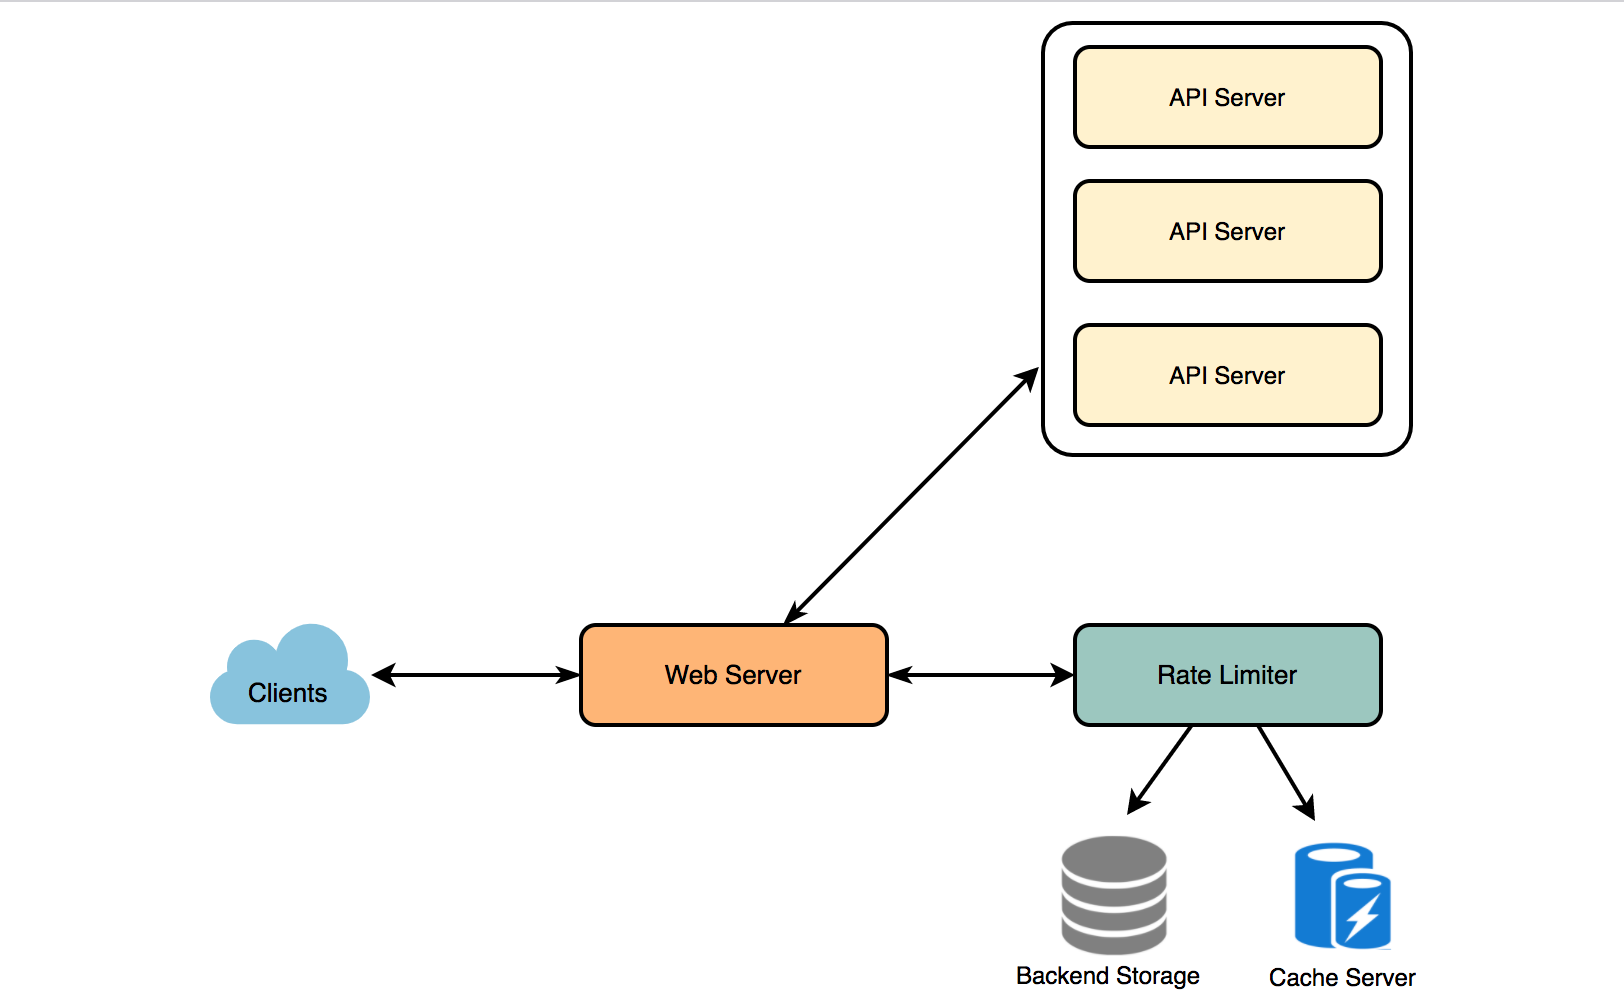 API Server
API Server
API Server
Clients
Web Server
Rate Limiter
Backend Storage
Cache Server